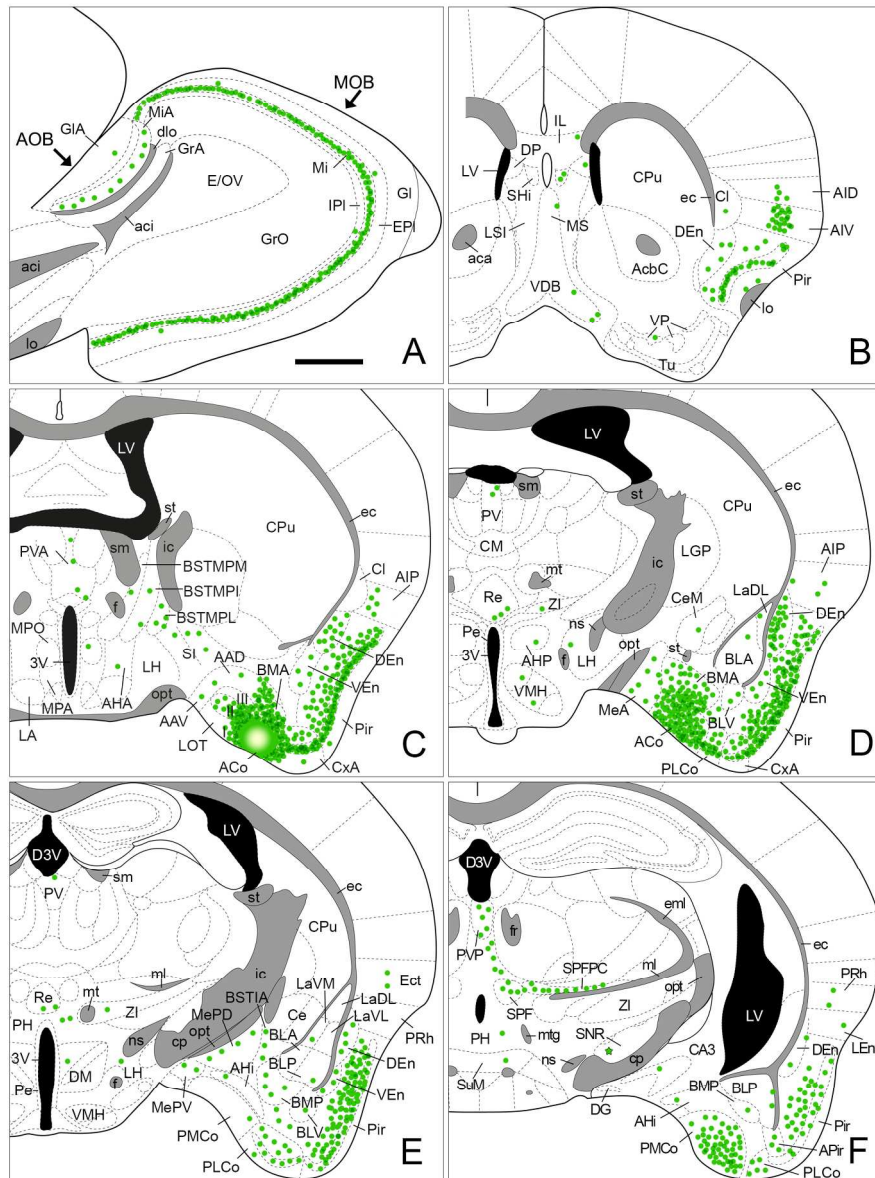 MOB
AOB
GlA
MiA
dlo
GrA
E/OV
Mi
Gl
IPl
EPl
aci
GrO
aci
lo
A
IL
DP
LV
SHi
CPu
ec
Cl
AID
LSI
MS
DEn
AIV
aca
AcbC
Pir
VDB
lo
VP
Tu
B
LV
CPu
ec
st
PVA
sm
ic
BSTMPM
Cl
AIP
f
BSTMPI
MPO
BSTMPL
3V
SI
DEn
LH
AAD
BMA
VEn
MPA
AHA
opt
III
II
I
LA
AAV
LOT
Pir
ACo
CxA
C
LV
sm
st
ec
PV
CPu
CM
ic
LGP
AIP
mt
CeM
LaDL
Re
ZI
DEn
Pe
ns
opt
st
3V
AHP
f
LH
BLA
VMH
BMA
VEn
MeA
BLV
ACo
Pir
PLCo
CxA
D
D3V
LV
PV
sm
st
ec
CPu
ml
ic
LaVM
Ect
Re
mt
MePD
BSTIA
Ce
LaDL
PH
ZI
opt
BLA
LaVL
PRh
ns
cp
3V
AHi
BLP
DEn
Pe
DM
f
LH
VEn
MePV
BMP
VMH
BLV
Pir
PMCo
PLCo
E
D3V
eml
fr
ec
PVP
SPFPC
ml
opt
PRh
SPF
ZI
LV
PH
mtg
SNR
CA3
DEn
LEn
ns
cp
SuM
BMP
BLP
DG
AHi
Pir
PMCo
APir
PLCo
F